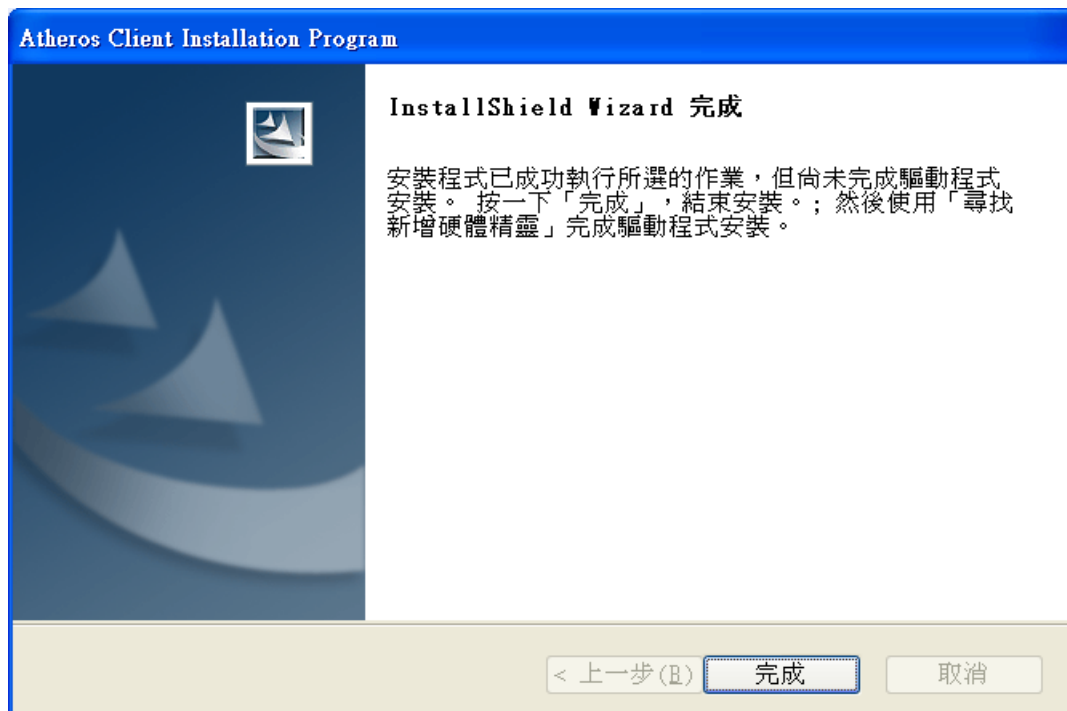 Atheros Client Installation Program
InstallShield Wizard 完成
安裝程式已成功執行所選的作業，但尚未完成驅動程式
安裝。 按一下「完成」，結束安裝。; 然後使用「尋找
新增硬體精靈」完成驅動程式安裝。
< 上一步(B) 完成 取消